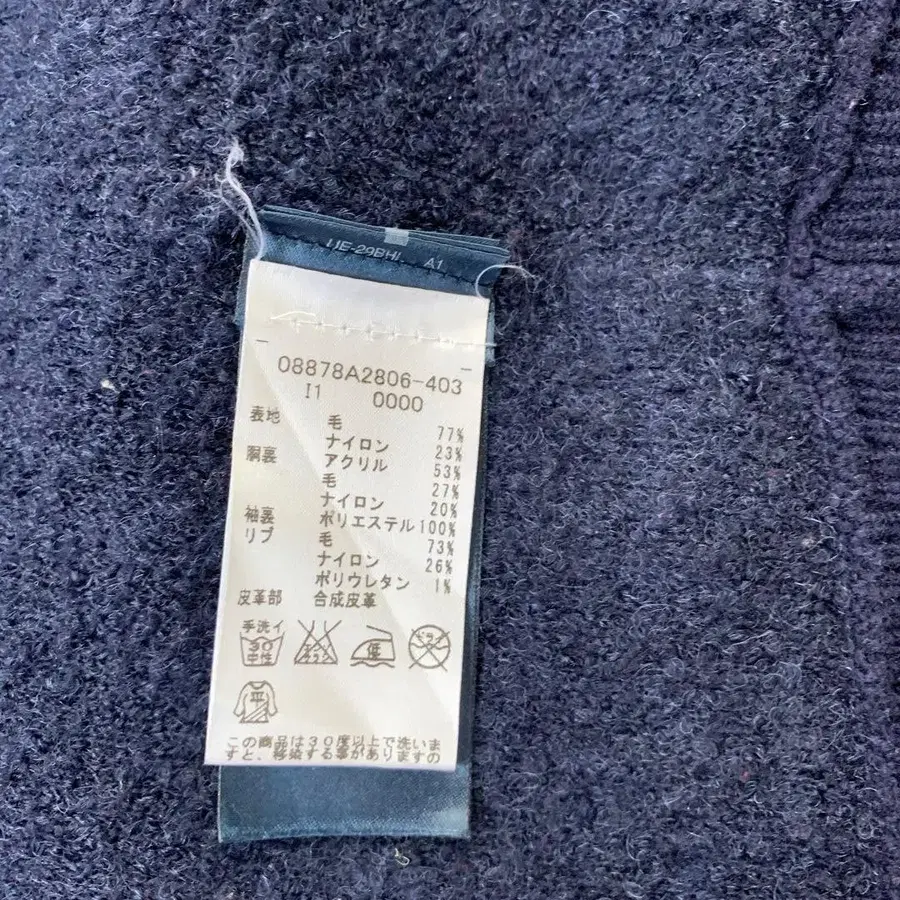 A1
08878A2806-403
I1 0000
表地 毛 77%
ナイロン 23%
胴裏 アクリル 53%
毛 27%
ナイロン 20%
袖裏 ポリエステル 100%
リブ 毛 73%
ナイロン 26%
ポリウレタン 1%
皮革部 合成皮革
手洗イ
30 低 ドライ
中性
平
この商品は30度以上で洗いま
すと、移染する事がありますの